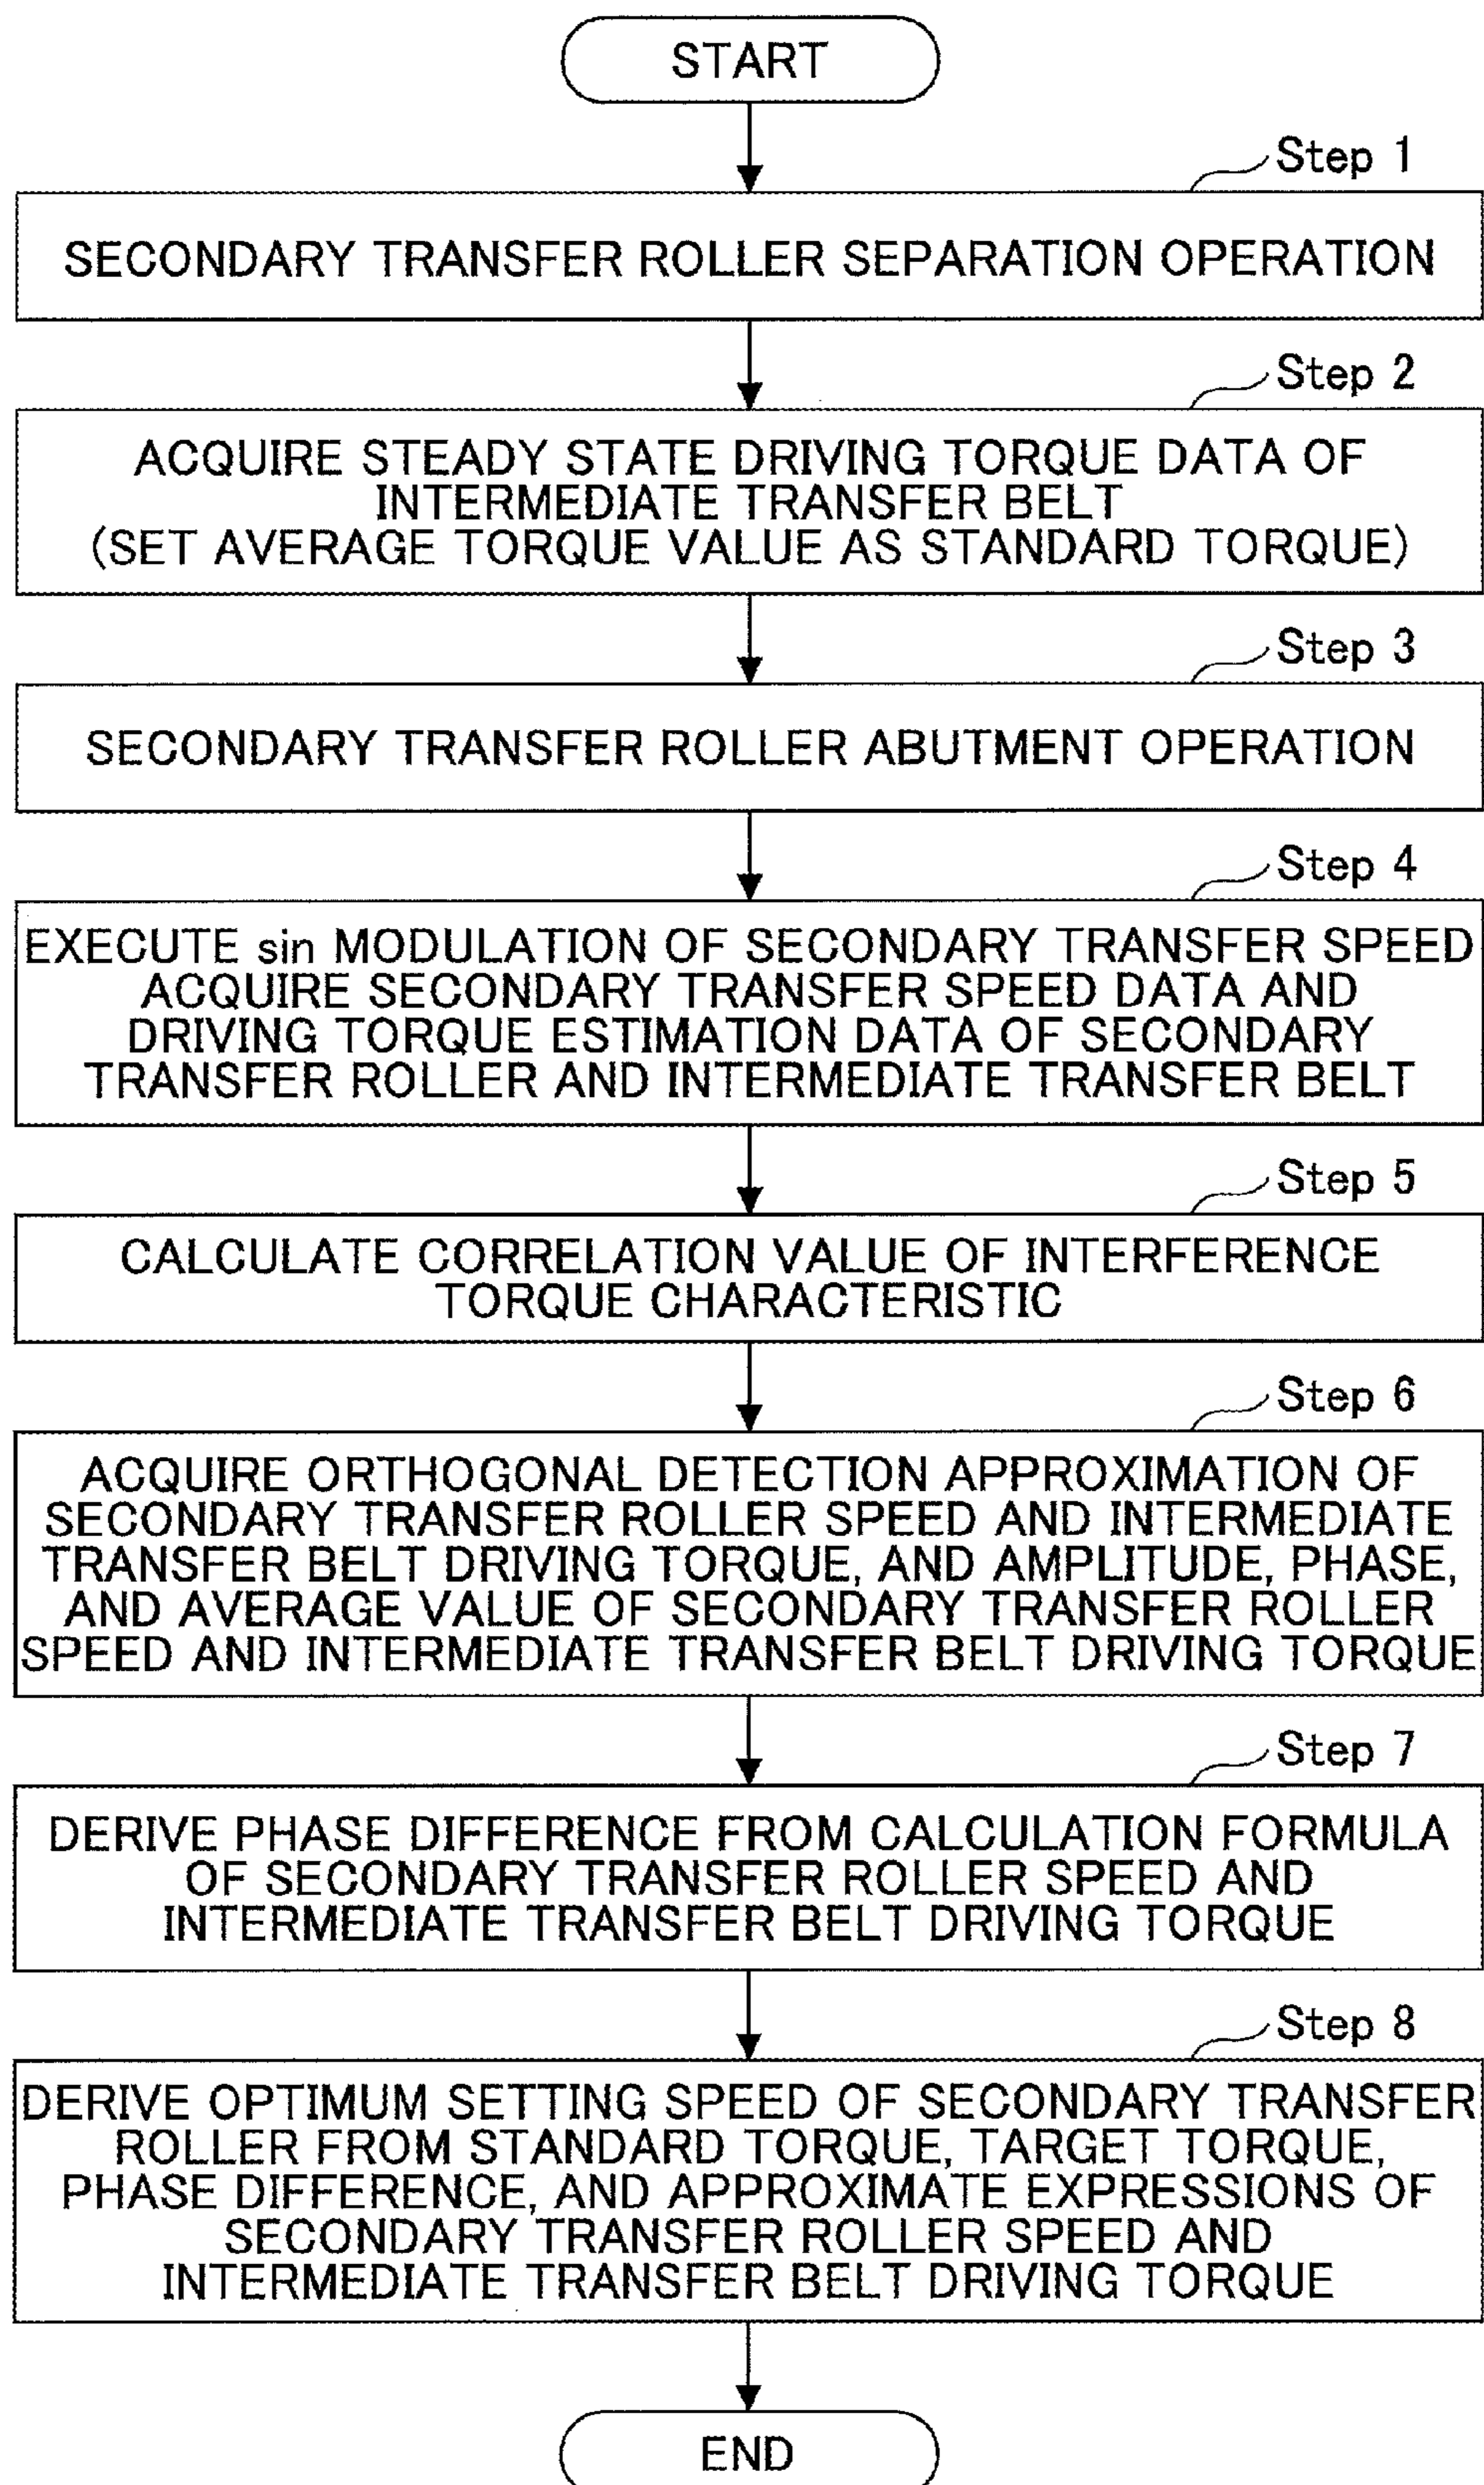 START
Step 1
SECONDARY TRANSFER ROLLER SEPARATION OPERATION
Step 2
ACQUIRE STEADY STATE DRIVING TORQUE DATA OF
INTERMEDIATE TRANSFER BELT
(SET AVERAGE TORQUE VALUE AS STANDARD TORQUE)
Step 3
SECONDARY TRANSFER ROLLER ABUTMENT OPERATION
Step 4
EXECUTE sin MODULATION OF SECONDARY TRANSFER SPEED
ACQUIRE SECONDARY TRANSFER SPEED DATA AND
DRIVING TORQUE ESTIMATION DATA OF SECONDARY
TRANSFER ROLLER AND INTERMEDIATE TRANSFER BELT
Step 5
CALCULATE CORRELATION VALUE OF INTERFERENCE
TORQUE CHARACTERISTIC
Step 6
ACQUIRE ORTHOGONAL DETECTION APPROXIMATION OF
SECONDARY TRANSFER ROLLER SPEED AND INTERMEDIATE
TRANSFER BELT DRIVING TORQUE, AND AMPLITUDE, PHASE,
AND AVERAGE VALUE OF SECONDARY TRANSFER ROLLER
SPEED AND INTERMEDIATE TRANSFER BELT DRIVING TORQUE
Step 7
DERIVE PHASE DIFFERENCE FROM CALCULATION FORMULA
OF SECONDARY TRANSFER ROLLER SPEED AND
INTERMEDIATE TRANSFER BELT DRIVING TORQUE
Step 8
DERIVE OPTIMUM SETTING SPEED OF SECONDARY TRANSFER
ROLLER FROM STANDARD TORQUE, TARGET TORQUE,
PHASE DIFFERENCE, AND APPROXIMATE EXPRESSIONS OF
SECONDARY TRANSFER ROLLER SPEED AND
INTERMEDIATE TRANSFER BELT DRIVING TORQUE
END